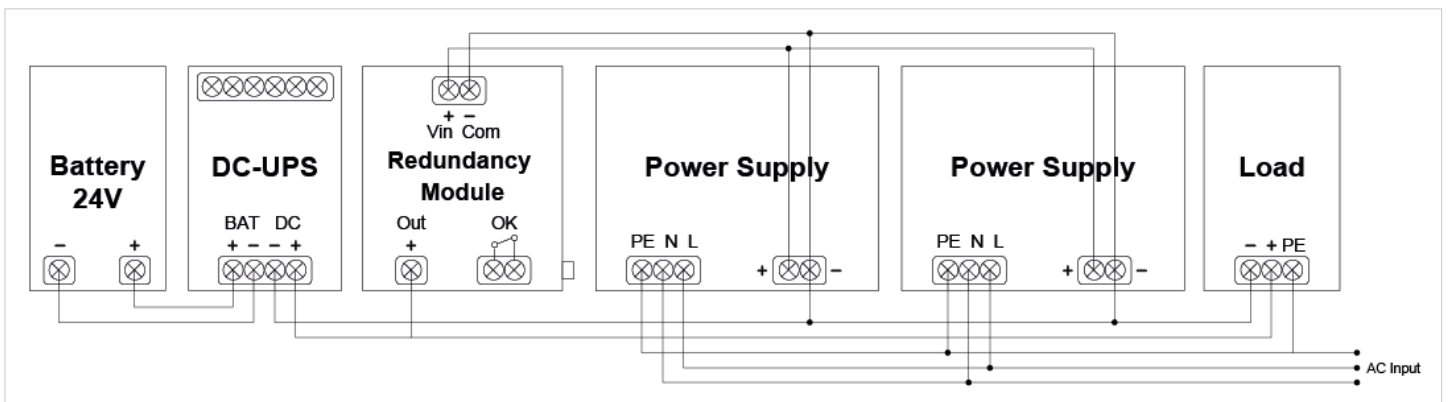 Battery
24V
- +
DC-UPS
BAT DC
+ - - +
+ -
Vin Com
Redundancy
Module
Out OK
+
Power Supply
PE N L
+ -
Power Supply
PE N L
+ -
Load
- + PE
AC Input